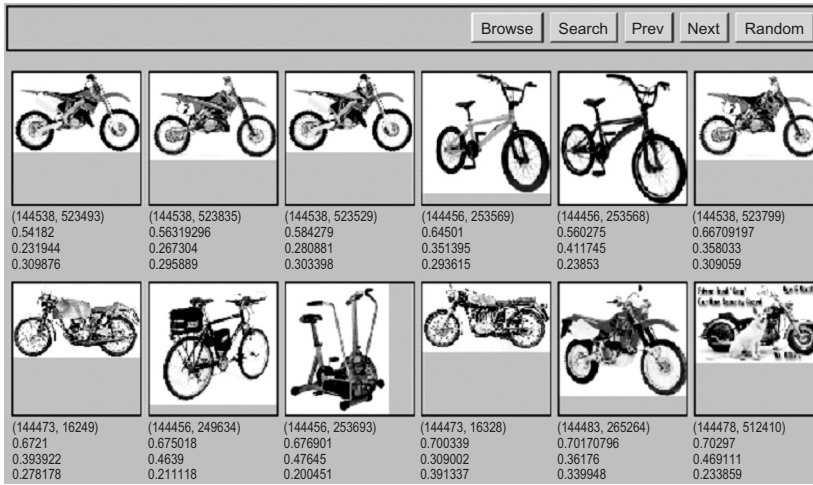 Browse Search Prev Next Random
(144538, 523493) (144538, 523835) (144538, 523529) (144456, 253569) (144456, 253568) (144538, 523799)
0.54182 0.56319296 0.584279 0.64501 0.560275 0.66709197
0.231944 0.267304 0.280881 0.351395 0.411745 0.358033
0.309876 0.295889 0.303398 0.293615 0.23853 0.309059
(144473, 16249) (144456, 249634) (144456, 253693) (144473, 16328) (144483, 265264) (144478, 512410)
0.6721 0.675018 0.676901 0.700339 0.70170796 0.70297
0.393922 0.4639 0.47645 0.309002 0.36176 0.469111
0.278178 0.211118 0.200451 0.391337 0.339948 0.233859